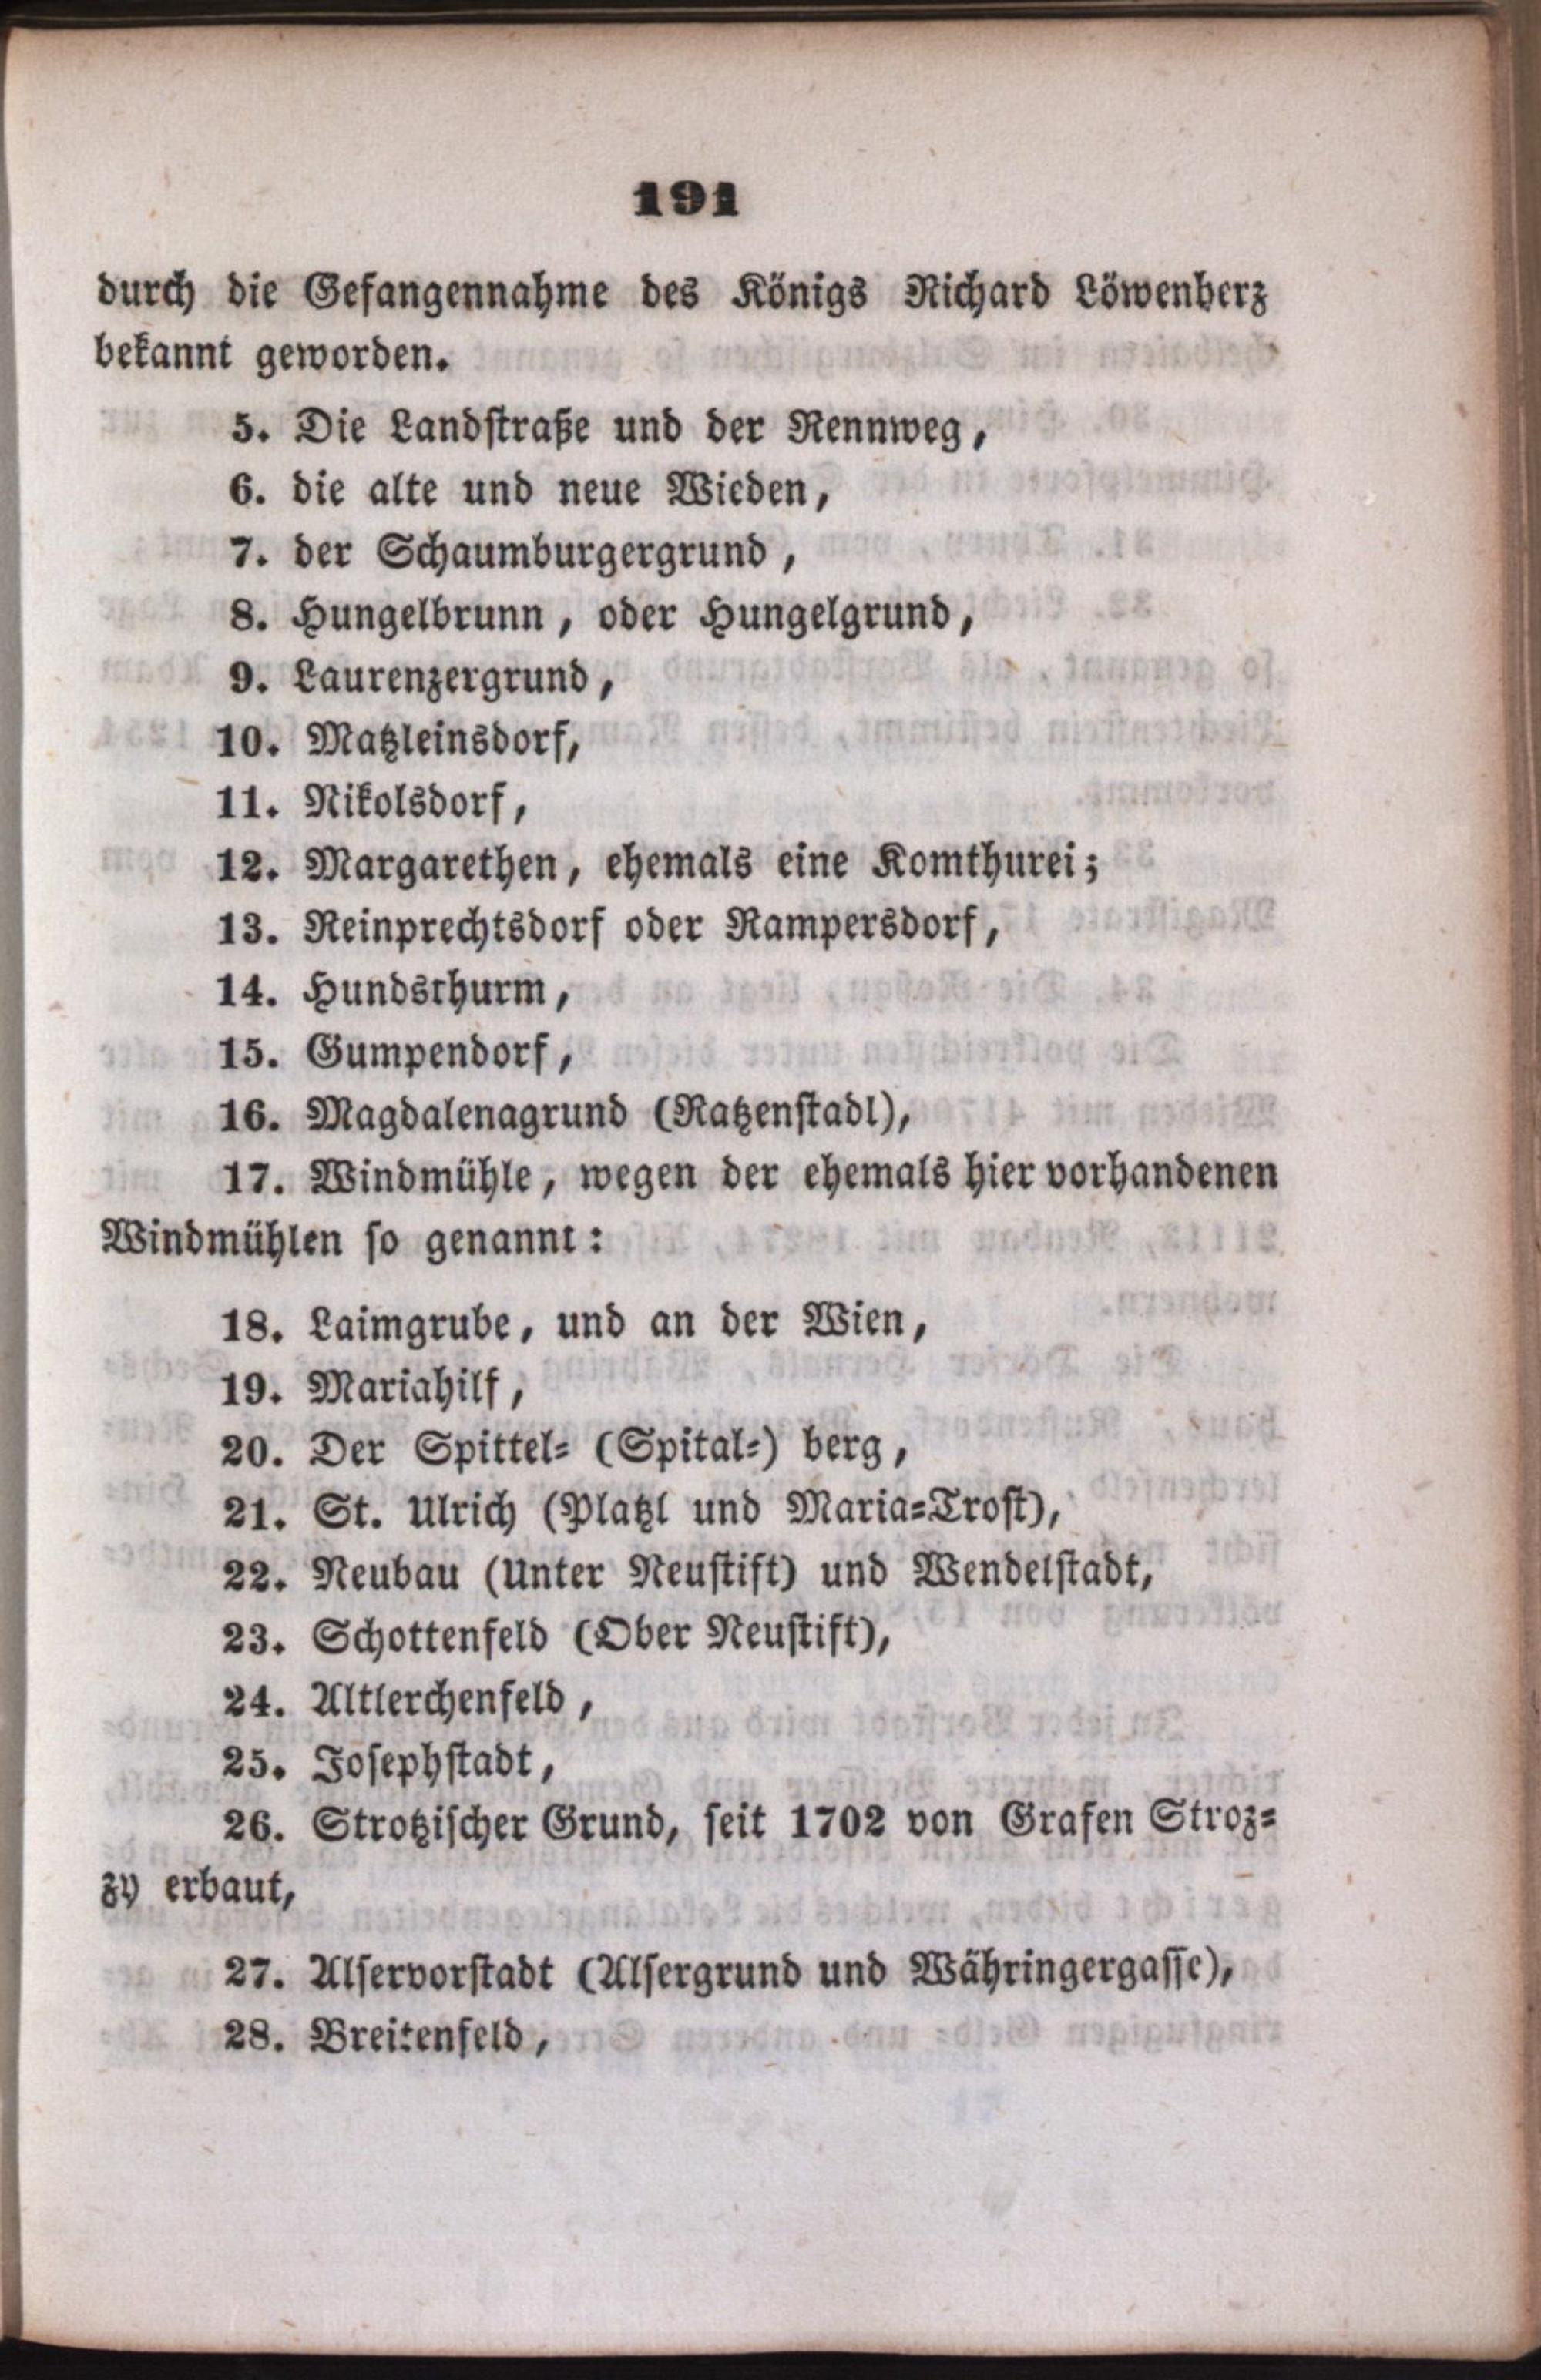 191
durch die Gefangennahme des Königs Richard Löwenherz
bekannt geworden.
5. Die Landstraße und der Rennweg,
6. die alte und neue Wieden,
7. der Schaumburgergrund,
8. Hungelbrunn, oder Hungelgrund,
9. Laurenzergrund,
10. Matzleinsdorf,
11. Nikolsdorf,
12. Margarethen, ehemals eine Komthurei;
13. Reinprechtsdorf oder Rampersdorf,
14. Hundsthurm,
15. Gumpendorf,
16. Magdalenagrund (Ratzenstadl),
17. Windmühle, wegen der ehemals hier vorhandenen
Windmühlen so genannt:
18. Laimgrube, und an der Wien,
19. Mariahilf,
20. Der Spittel- (Spital-) berg,
21. St. Ulrich (Platzl und Maria-Trost),
22. Neubau (Unter Neustift) und Wendelstadt,
23. Schottenfeld (Ober Neustift),
24. Altlerchenfeld,
25. Josephstadt,
26. Strotzischer Grund, seit 1702 von Grafen Stroz-
zy erbaut,
27. Alservorstadt (Alsergrund und Währingergasse),
28. Breitenfeld,